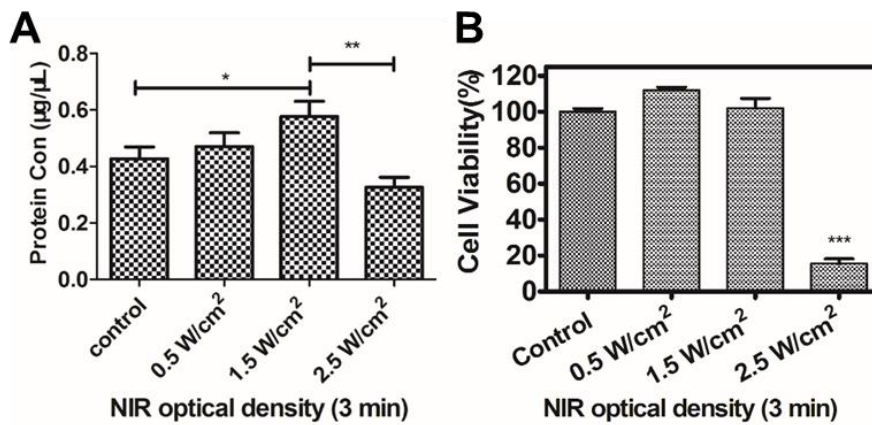 A
Protein Con (µg/µL)
0.8
0.6
0.4
0.2
0.0
*
**
control
0.5 W/cm²
1.5 W/cm²
2.5 W/cm²
NIR optical density (3 min)
B
Cell Viability(%)
120
100
80
60
40
20
0
***
Control
0.5 W/cm²
1.5 W/cm²
2.5 W/cm²
NIR optical density (3 min)